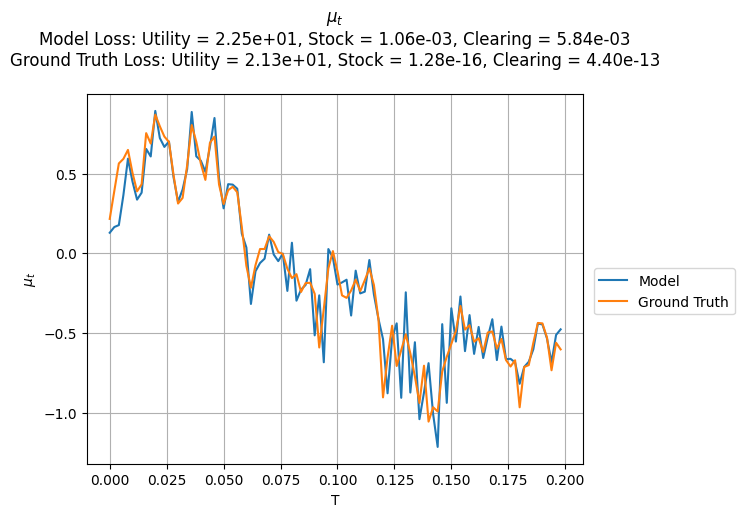 μt
Model Loss: Utility = 2.25e+01, Stock = 1.06e-03, Clearing = 5.84e-03
Ground Truth Loss: Utility = 2.13e+01, Stock = 1.28e-16, Clearing = 4.40e-13
0.5
0.0
−0.5
−1.0
μt
0.000
0.025
0.050
0.075
0.100
0.125
0.150
0.175
0.200
T
Model
Ground Truth